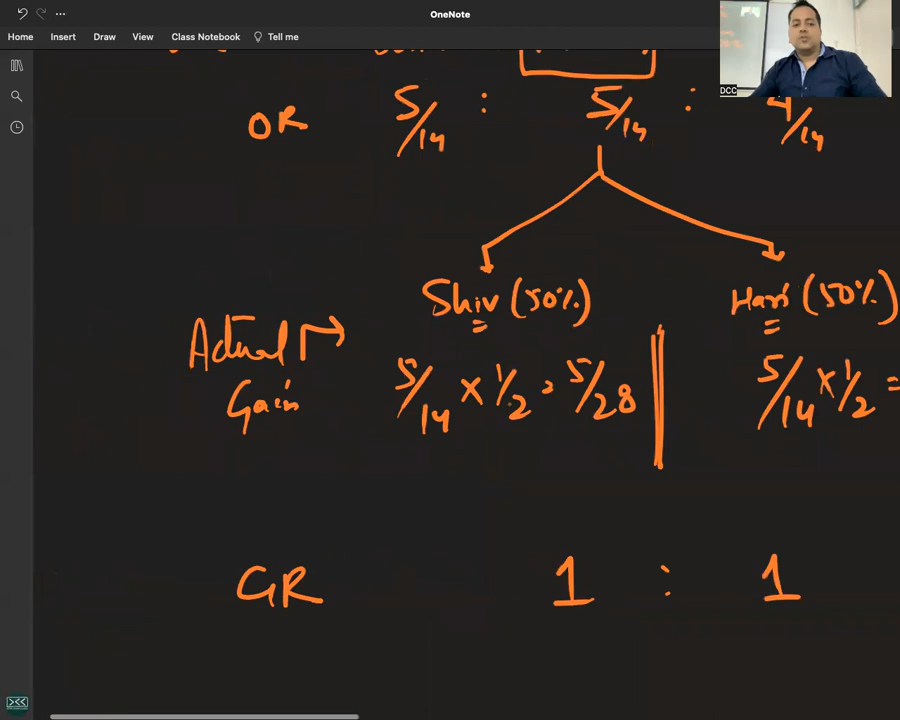 OneNote
Home Insert Draw View Class Notebook Tell me
DCC
OR 5/14 : 5/14 : 4/14
Shiv (50%) Hari (50%)
Actual Gain
5/14 × 1/2 = 5/28 5/14 × 1/2 =
GR 1 : 1